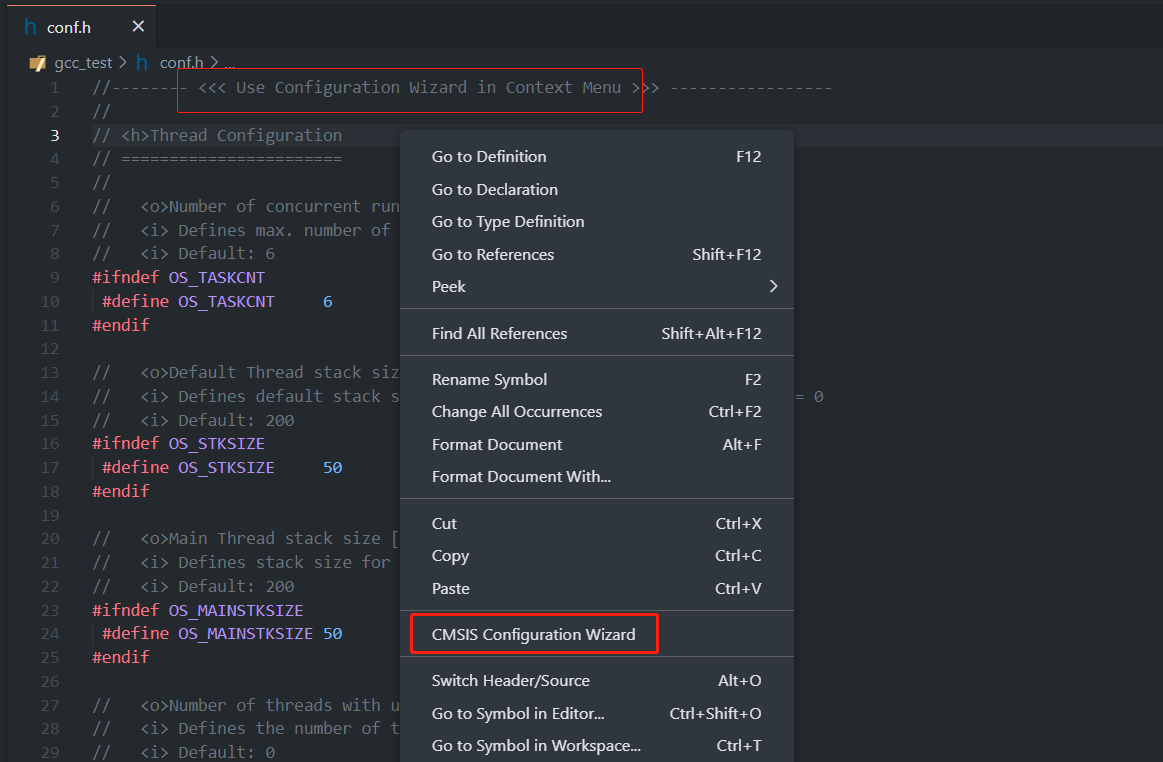 h conf.h ×
gcc_test > h conf.h > ...
1 //-------- <<< Use Configuration Wizard in Context Menu >>> -----------------
2 //
3 // <h>Thread Configuration
4 // =======================
5 //
6 //   <o>Number of concurrent run
7 //   <i> Defines max. number of
8 //   <i> Default: 6
9 #ifndef OS_TASKCNT
10 #define OS_TASKCNT     6
11 #endif
12
13 //   <o>Default Thread stack siz
14 //   <i> Defines default stack s = 0
15 //   <i> Default: 200
16 #ifndef OS_STKSIZE
17 #define OS_STKSIZE     50
18 #endif
19
20 //   <o>Main Thread stack size [
21 //   <i> Defines stack size for
22 //   <i> Default: 200
23 #ifndef OS_MAINSTKSIZE
24 #define OS_MAINSTKSIZE 50
25 #endif
26
27 //   <o>Number of threads with u
28 //   <i> Defines the number of t
29 //   <i> Default: 0
Go to Definition F12
Go to Declaration
Go to Type Definition
Go to References Shift+F12
Peek >
Find All References Shift+Alt+F12
Rename Symbol F2
Change All Occurrences Ctrl+F2
Format Document Alt+F
Format Document With...
Cut Ctrl+X
Copy Ctrl+C
Paste Ctrl+V
CMSIS Configuration Wizard
Switch Header/Source Alt+O
Go to Symbol in Editor... Ctrl+Shift+O
Go to Symbol in Workspace... Ctrl+T